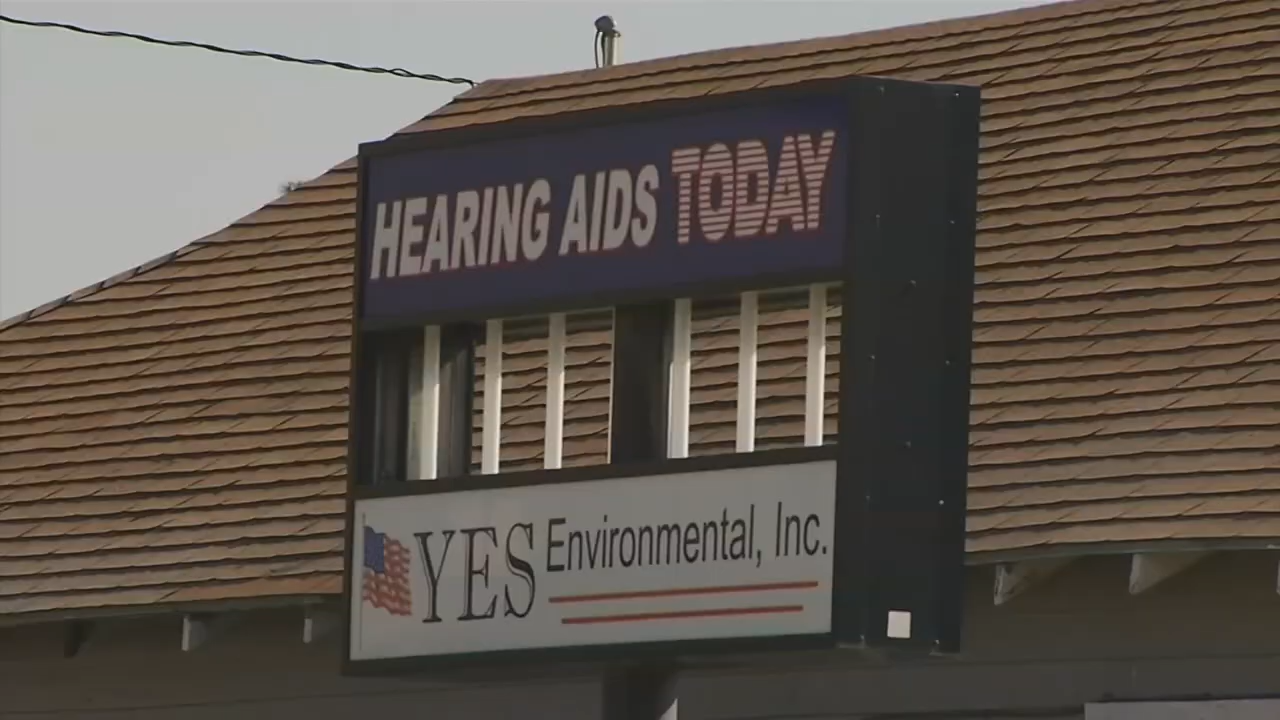 HEARING AIDS TODAY
YES Environmental, Inc.